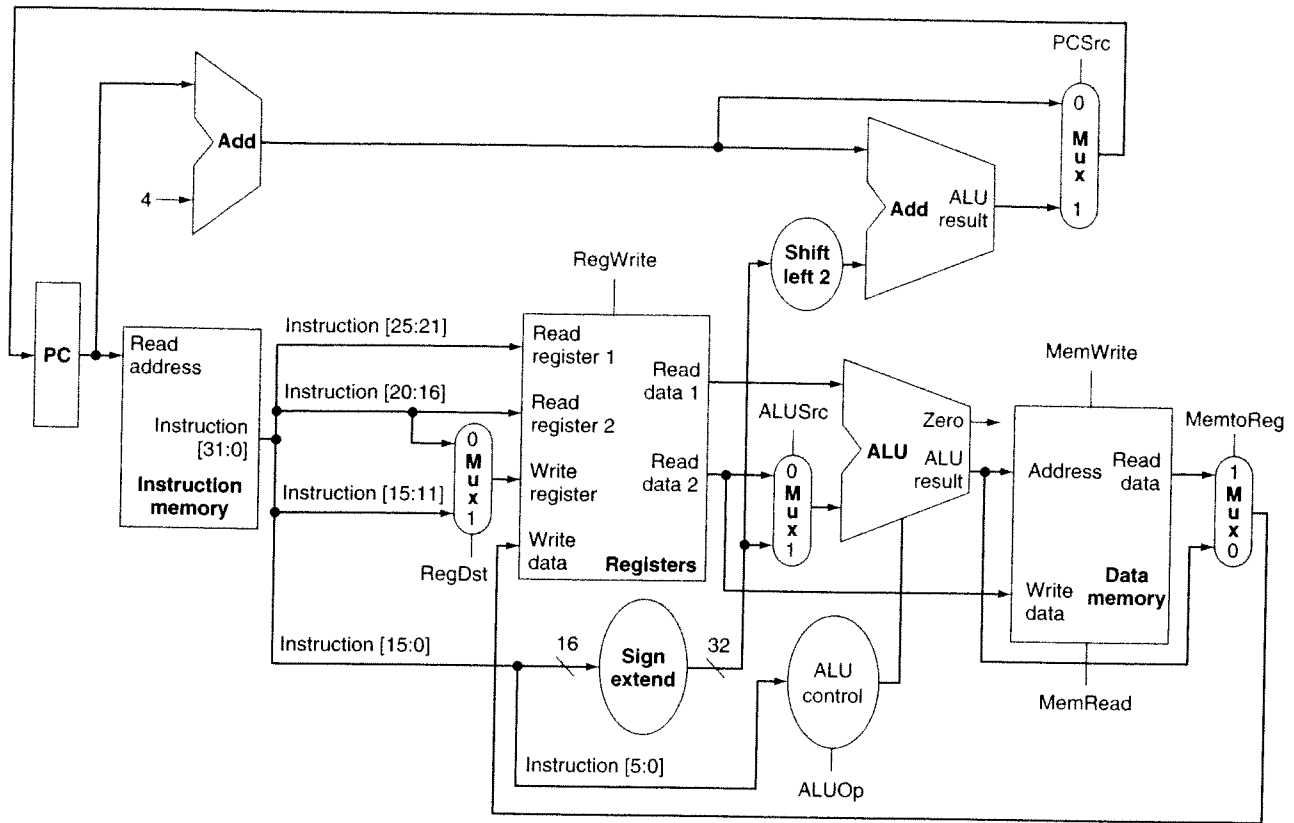 PCSrc
0
Mux
1
Add
4
Add
ALU
result
Shift
left 2
RegWrite
PC
Read
address
Instruction
[31:0]
Instruction
memory
Instruction [25:21]
Instruction [20:16]
Instruction [15:11]
0
Mux
1
RegDst
Read
register 1
Read
register 2
Write
register
Write
data
Read
data 1
Read
data 2
Registers
ALUSrc
0
Mux
1
Zero
ALU
ALU
result
MemWrite
Address
Read
data
Write
data
Data
memory
MemRead
MemtoReg
1
Mux
0
Instruction [15:0]
16
Sign
extend
32
ALU
control
Instruction [5:0]
ALUOp